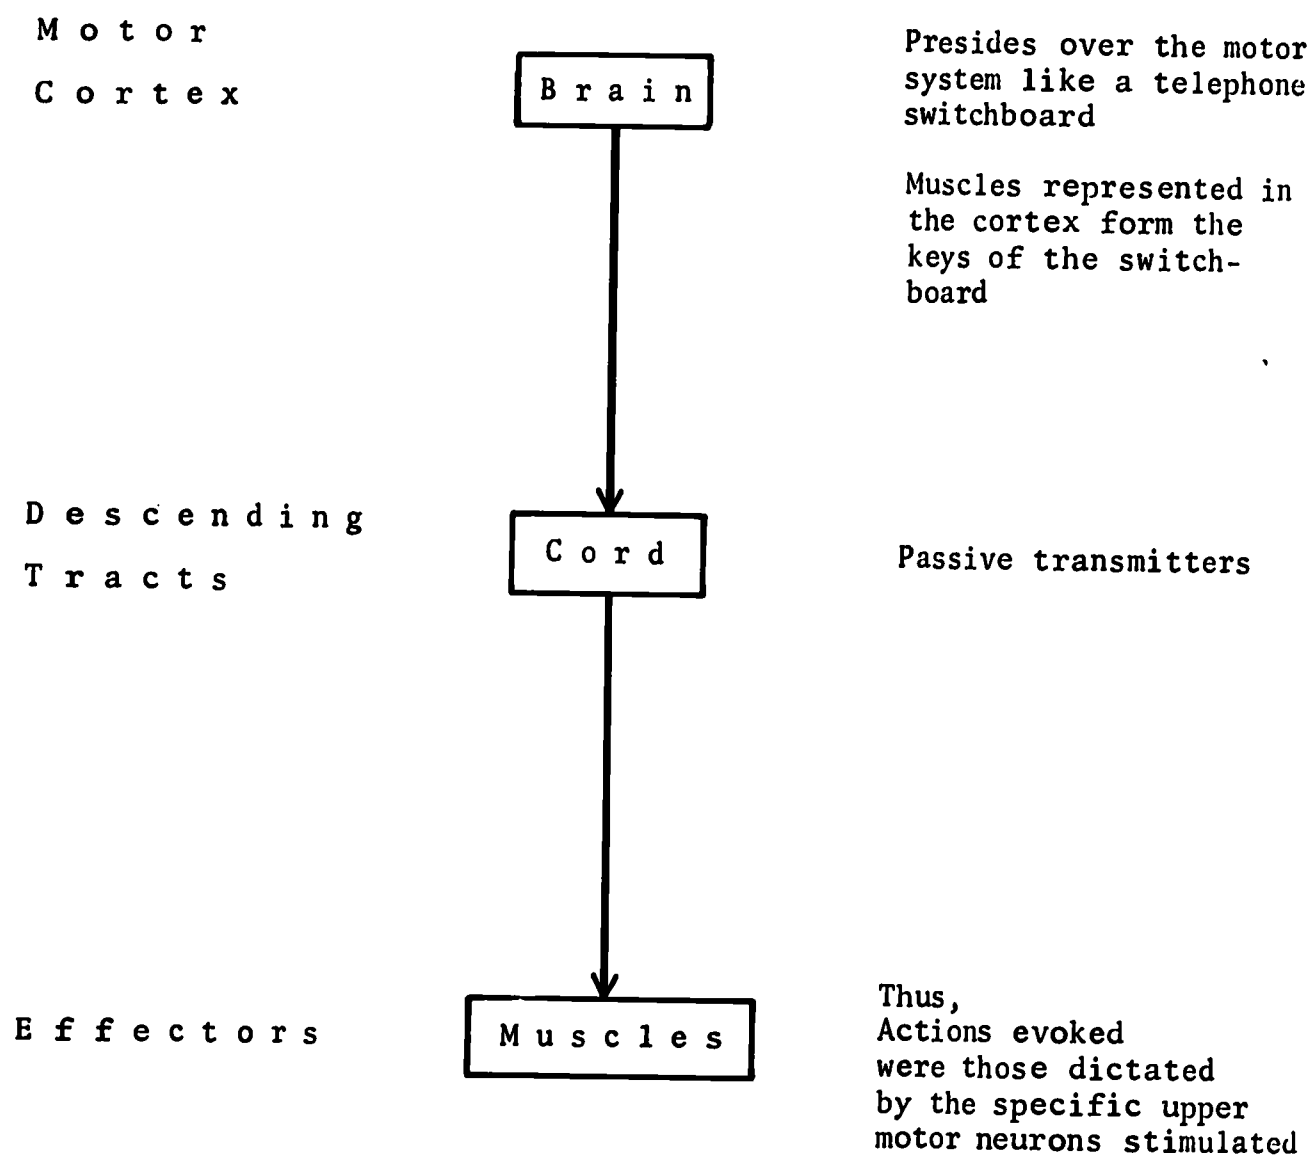 Motor
Cortex
Brain
Presides over the motor
system like a telephone
switchboard
Muscles represented in
the cortex form the
keys of the switch-
board
Descending
Tracts
Cord
Passive transmitters
Effectors
Muscles
Thus,
Actions evoked
were those dictated
by the specific upper
motor neurons stimulated